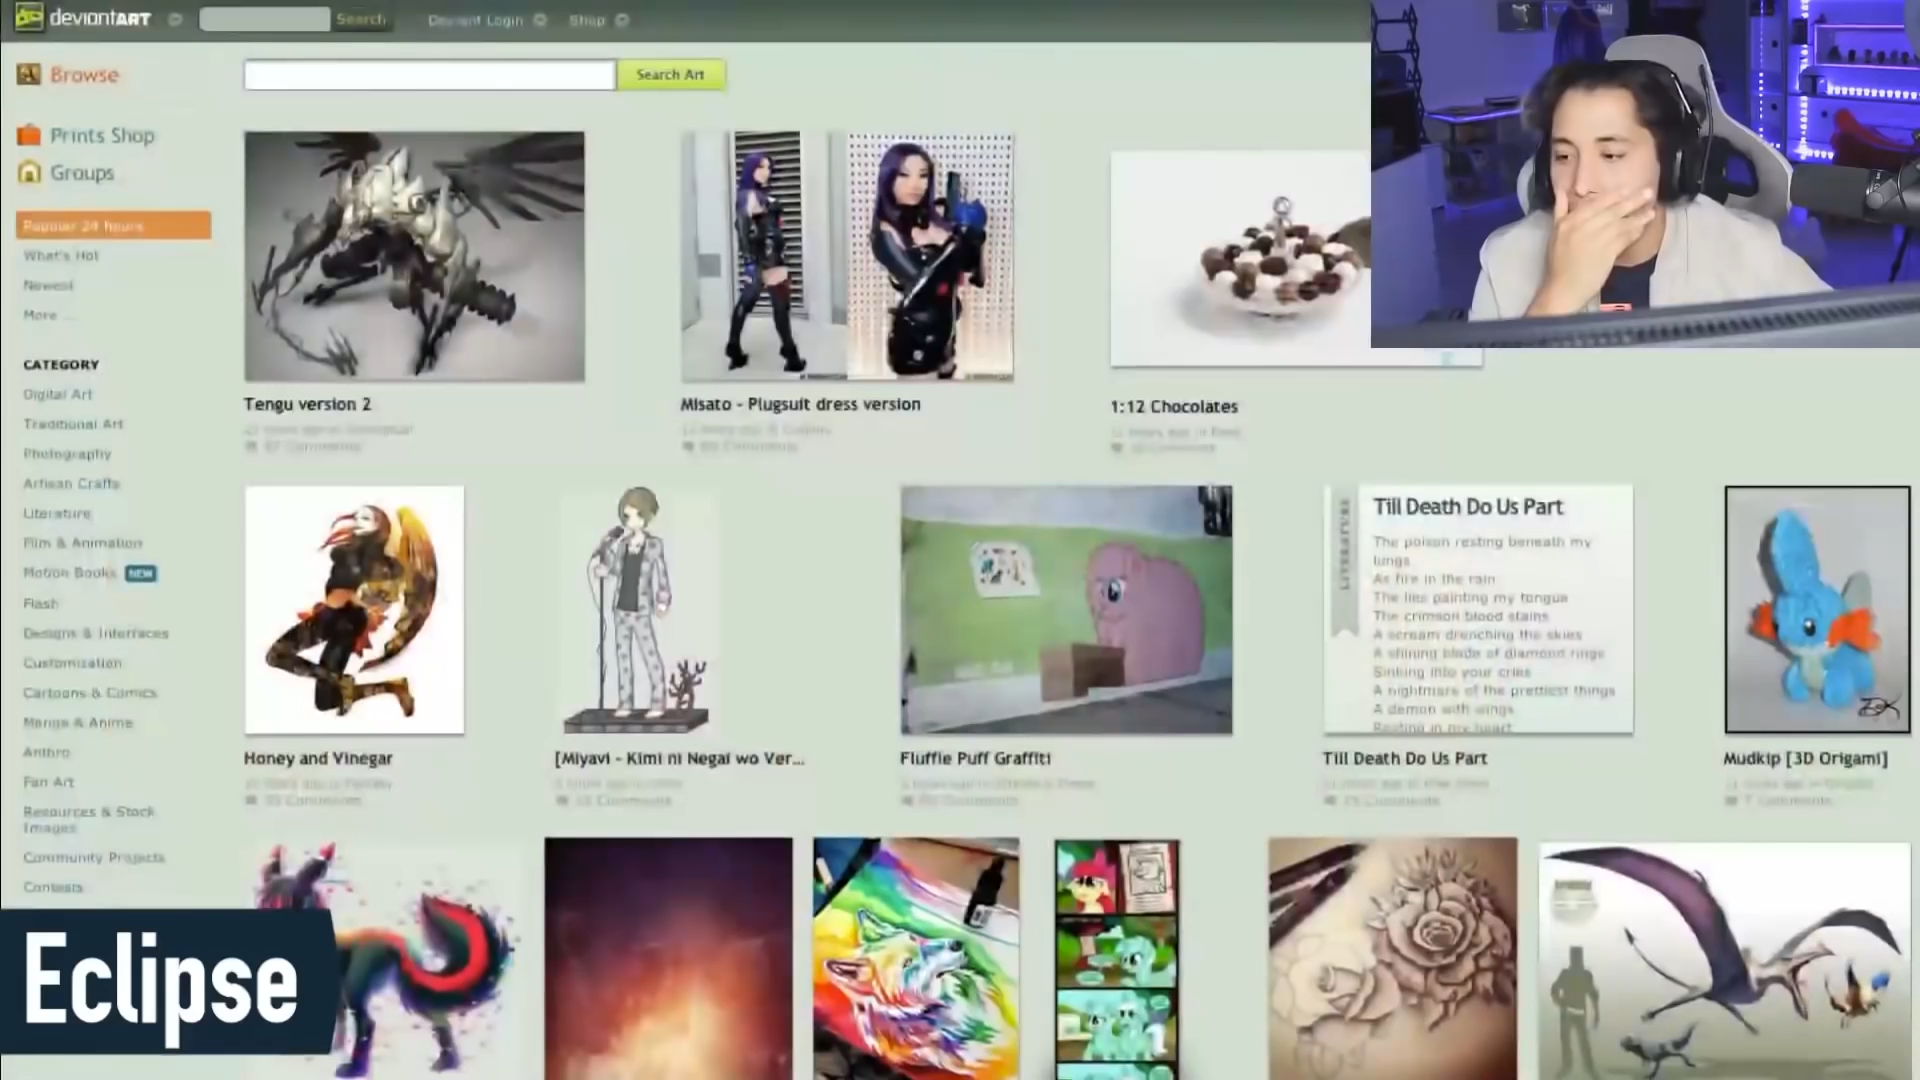 deviantART
Search
Deviant Login
Shop
Browse
Search Art
Prints Shop
Groups
Popular 24 hours
What's Hot
Newest
More ...
CATEGORY
Digital Art
Traditional Art
Photography
Artisan Crafts
Literature
Film & Animation
Motion Books NEW
Flash
Designs & Interfaces
Customization
Cartoons & Comics
Manga & Anime
Anthro
Fan Art
Resources & Stock
Images
Community Projects
Contests
Tengu version 2
Misato - Plugsuit dress version
1:12 Chocolates
LITERATURE
Till Death Do Us Part
The poison resting beneath my
lungs
As fire in the rain
The lies painting my tongue
The crimson blood stains
A scream drenching the skies
A shining blade of diamond rings
Sinking into your cries
A nightmare of the prettiest things
A demon with wings
Resting in my heart
Honey and Vinegar
[Miyavi - Kimi ni Negai wo Ver...
Fluffle Puff Graffiti
Till Death Do Us Part
Mudkip [3D Origami]
Eclipse